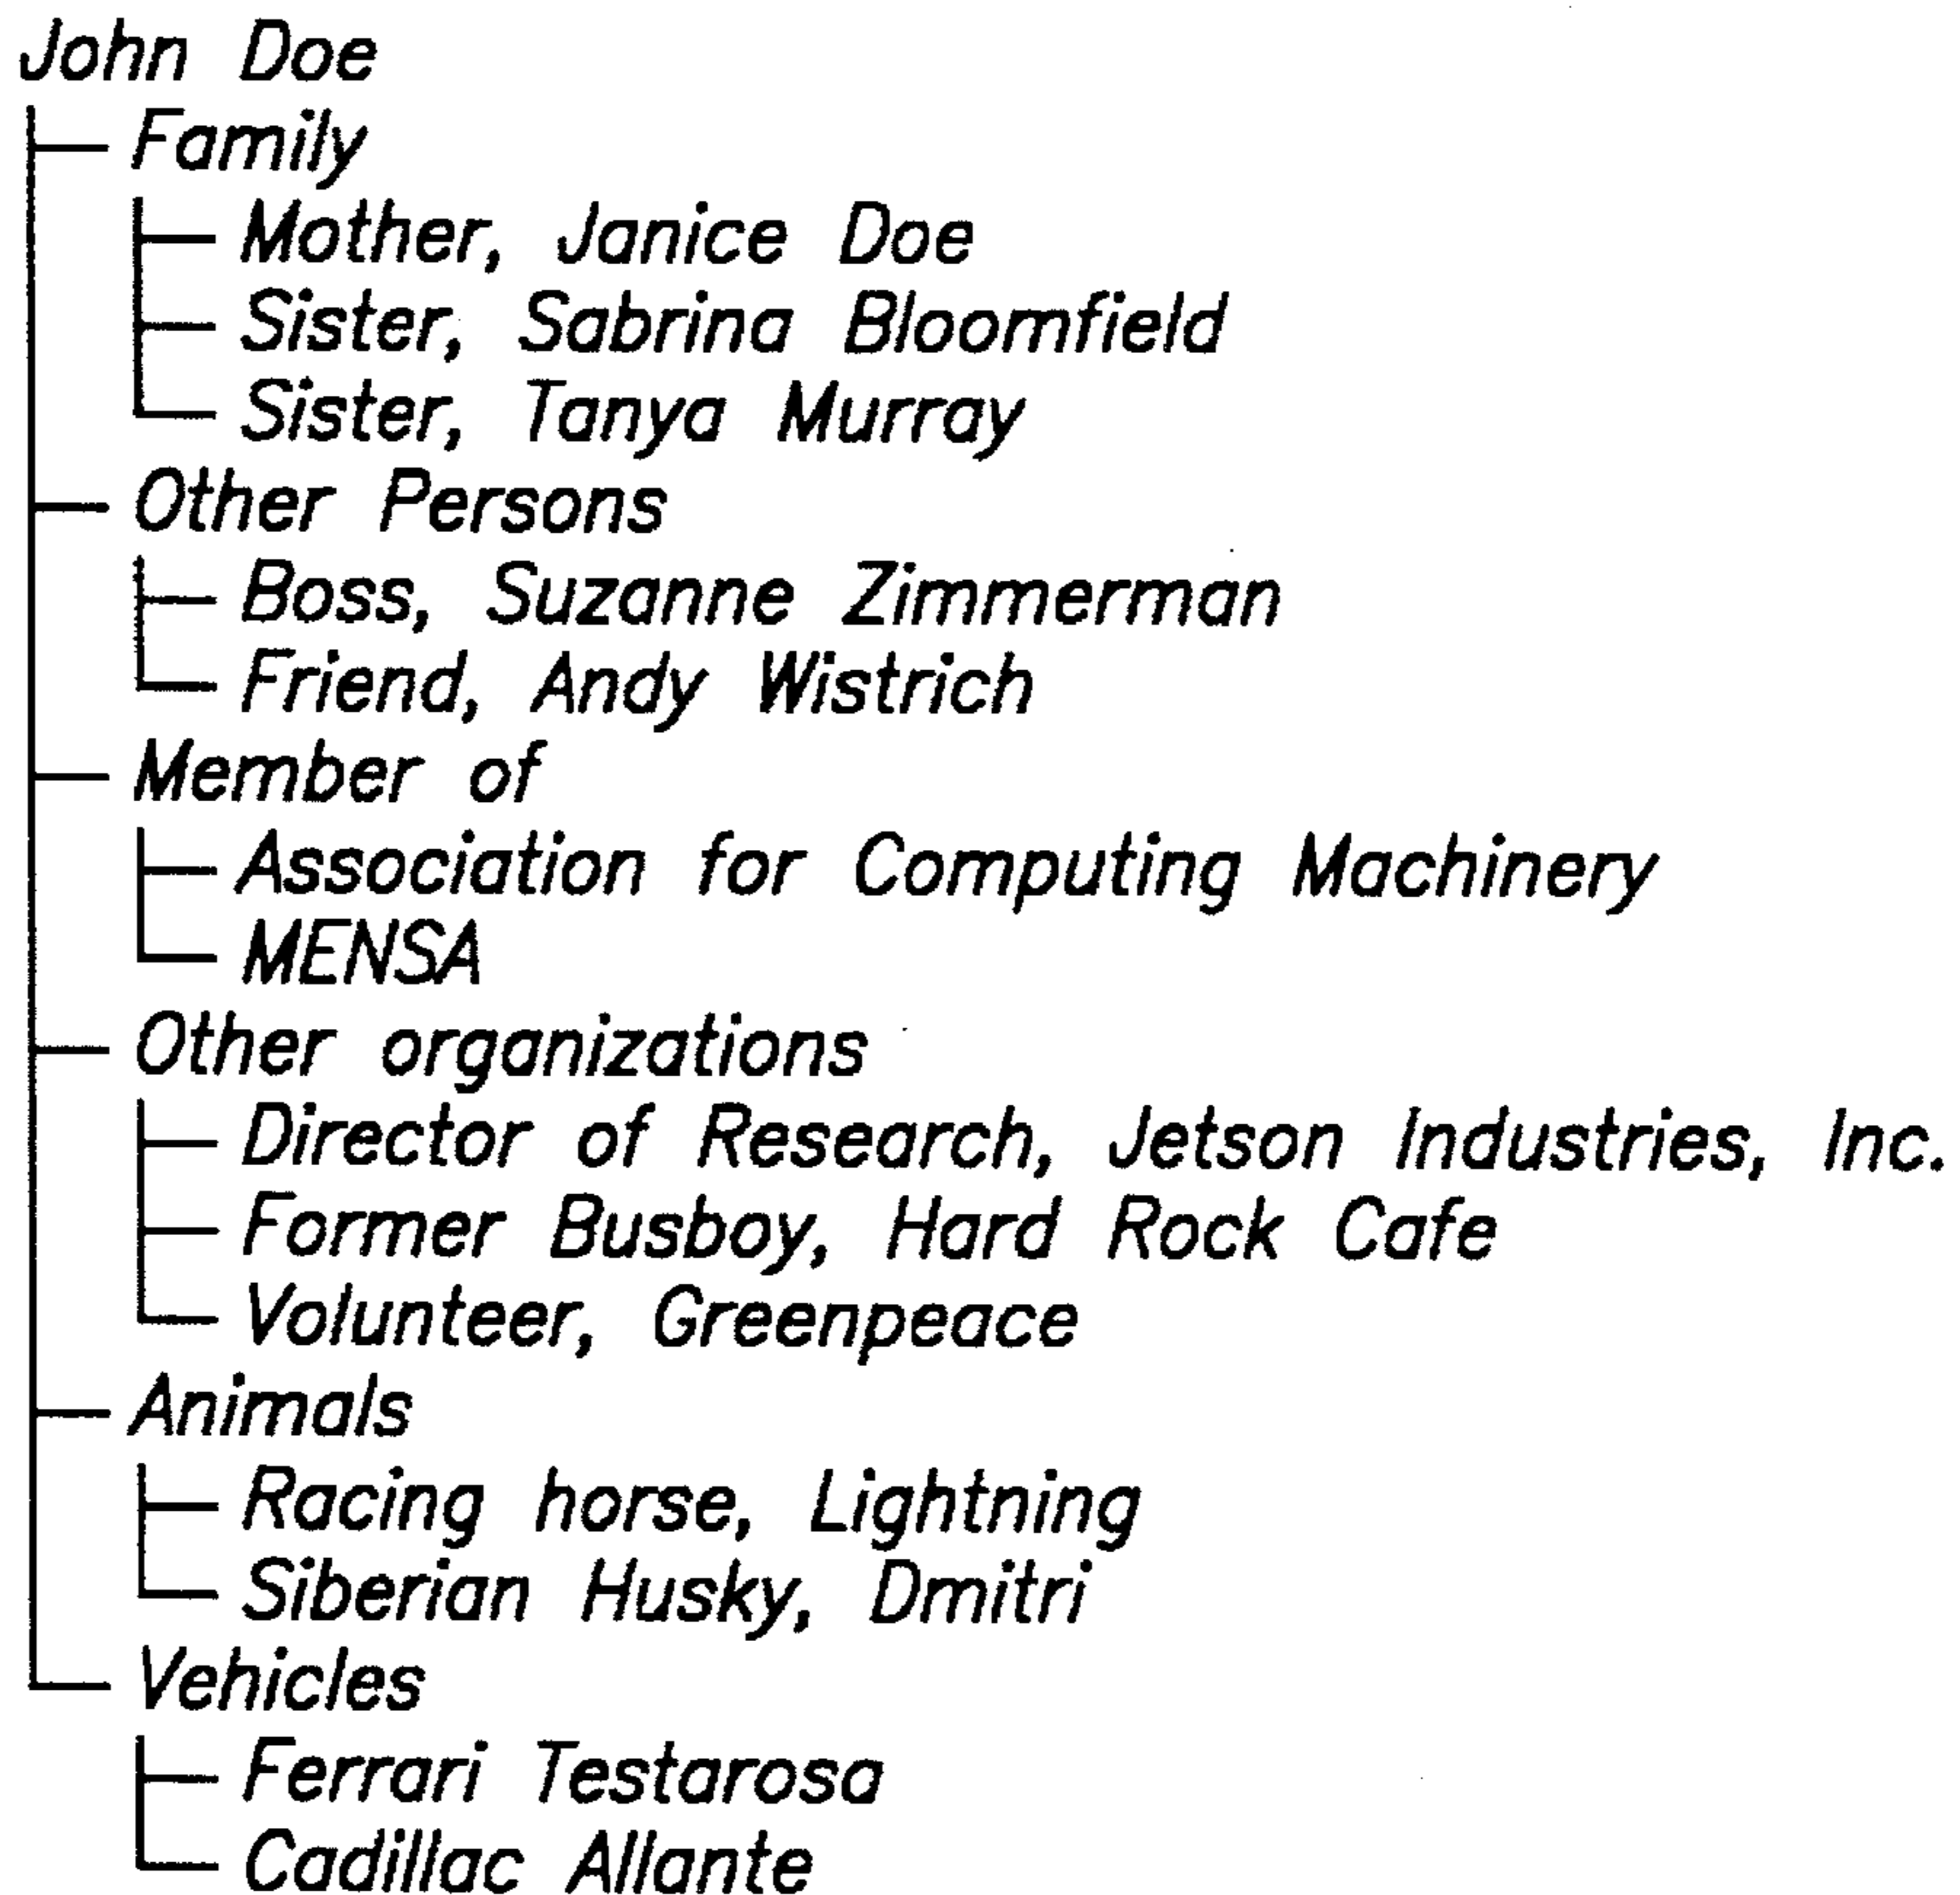 John Doe
Family
Mother, Janice Doe
Sister, Sabrina Bloomfield
Sister, Tanya Murray
Other Persons
Boss, Suzanne Zimmerman
Friend, Andy Wistrich
Member of
Association for Computing Machinery
MENSA
Other organizations
Director of Research, Jetson Industries, Inc.
Former Busboy, Hard Rock Cafe
Volunteer, Greenpeace
Animals
Racing horse, Lightning
Siberian Husky, Dmitri
Vehicles
Ferrari Testarosa
Cadillac Allante